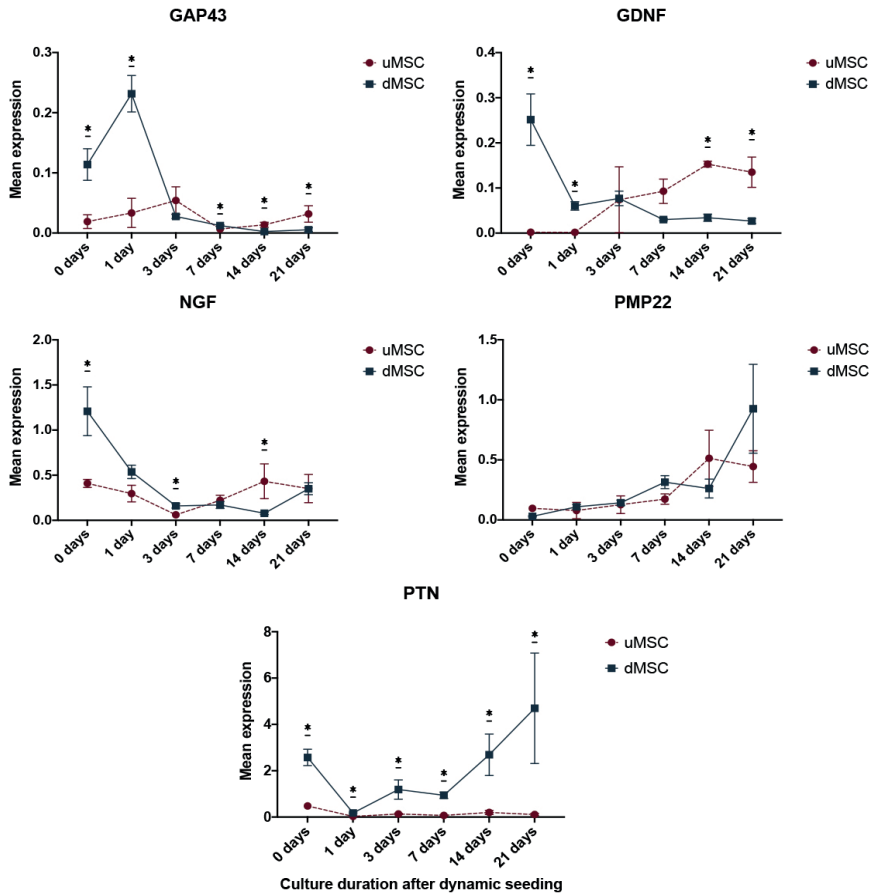 GAP43
Mean expression
0.3
0.2
0.1
0.0
0 days
1 day
3 days
7 days
14 days
21 days
* * * * *
uMSC
dMSC
GDNF
Mean expression
0.4
0.3
0.2
0.1
0.0
0 days
1 day
3 days
7 days
14 days
21 days
* * * *
uMSC
dMSC
NGF
Mean expression
2.0
1.5
1.0
0.5
0.0
0 days
1 day
3 days
7 days
14 days
21 days
* * *
uMSC
dMSC
PMP22
Mean expression
1.5
1.0
0.5
0.0
0 days
1 day
3 days
7 days
14 days
21 days
uMSC
dMSC
PTN
Mean expression
8
6
4
2
0
0 days
1 day
3 days
7 days
14 days
21 days
* * * * * *
uMSC
dMSC
Culture duration after dynamic seeding